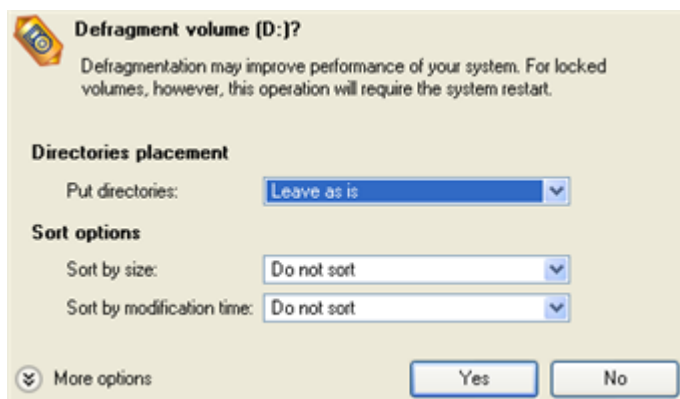 Defragment volume (D:)?
Defragmentation may improve performance of your system. For locked
volumes, however, this operation will require the system restart.
Directories placement
Put directories: Leave as is
Sort options
Sort by size: Do not sort
Sort by modification time: Do not sort
More options Yes No